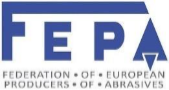 FEPA
FEDERATION • OF • EUROPEAN
PRODUCERS • OF • ABRASIVES